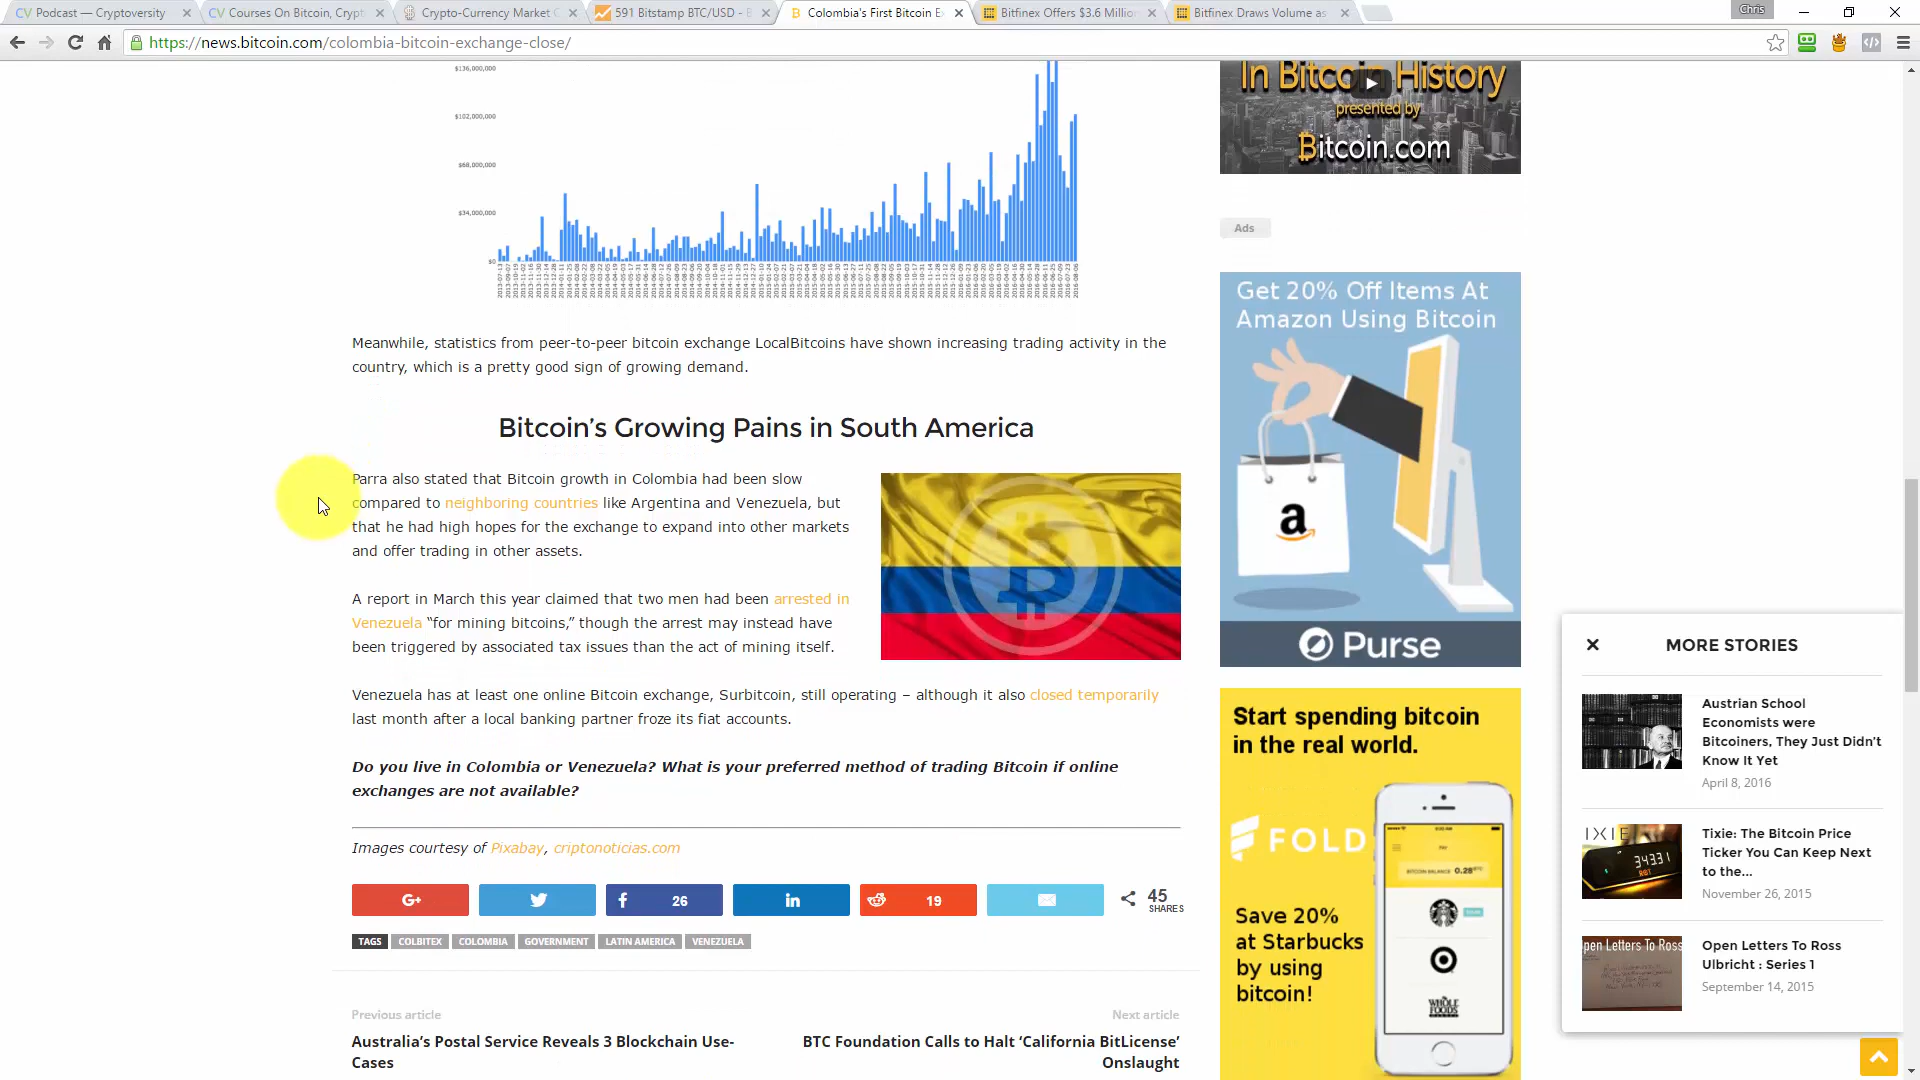 Podcast — Cryptoversity
Courses On Bitcoin, Crypt
Crypto-Currency Market C
591 Bitstamp BTC/USD - B
Colombia's First Bitcoin E
Bitfinex Offers $3.6 Million
Bitfinex Draws Volume as
Chris
https://news.bitcoin.com/colombia-bitcoin-exchange-close/
$136,000,000
$102,000,000
$68,000,000
$34,000,000
$0
In Bitcoin History
presented by
Bitcoin.com
Ads
Meanwhile, statistics from peer-to-peer bitcoin exchange LocalBitcoins have shown increasing trading activity in the
country, which is a pretty good sign of growing demand.
Bitcoin's Growing Pains in South America
Parra also stated that Bitcoin growth in Colombia had been slow
compared to neighboring countries like Argentina and Venezuela, but
that he had high hopes for the exchange to expand into other markets
and offer trading in other assets.
A report in March this year claimed that two men had been arrested in
Venezuela “for mining bitcoins,” though the arrest may instead have
been triggered by associated tax issues than the act of mining itself.
Venezuela has at least one online Bitcoin exchange, Surbitcoin, still operating – although it also closed temporarily
last month after a local banking partner froze its fiat accounts.
Do you live in Colombia or Venezuela? What is your preferred method of trading Bitcoin if online
exchanges are not available?
Images courtesy of Pixabay, criptonoticias.com
G+
f 26
in
19
45
SHARES
TAGS COLBITEX COLOMBIA GOVERNMENT LATIN AMERICA VENEZUELA
Previous article
Australia's Postal Service Reveals 3 Blockchain Use-
Cases
Next article
BTC Foundation Calls to Halt ‘California BitLicense’
Onslaught
Get 20% Off Items At
Amazon Using Bitcoin
a
Purse
Start spending bitcoin
in the real world.
FOLD
Save 20%
at Starbucks
by using
bitcoin!
BITCOIN BALANCE 0.28 BTC
WHOLE
FOODS
MORE STORIES
Austrian School
Economists were
Bitcoiners, They Just Didn't
Know It Yet
April 8, 2016
Tixie: The Bitcoin Price
Ticker You Can Keep Next
to the...
November 26, 2015
Open Letters To Ross
Ulbricht : Series 1
September 14, 2015